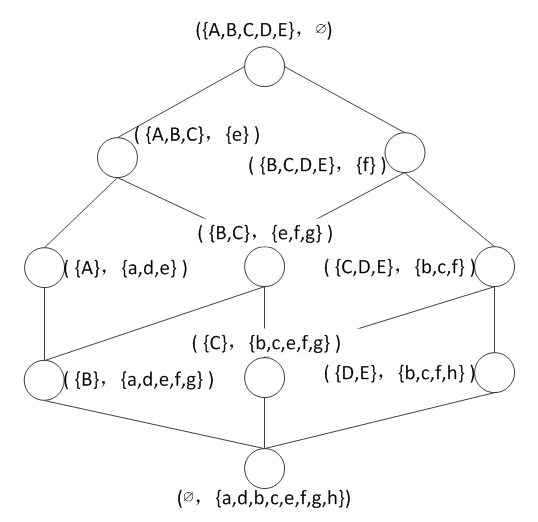 ({A,B,C,D,E}, ∅)
( {A,B,C}, {e} )
( {B,C,D,E}, {f} )
( {B,C}, {e,f,g} )
( {A}, {a,d,e} )
( {C,D,E}, {b,c,f} )
( {C}, {b,c,e,f,g} )
( {B}, {a,d,e,f,g} )
( {D,E}, {b,c,f,h} )
(∅, {a,d,b,c,e,f,g,h})